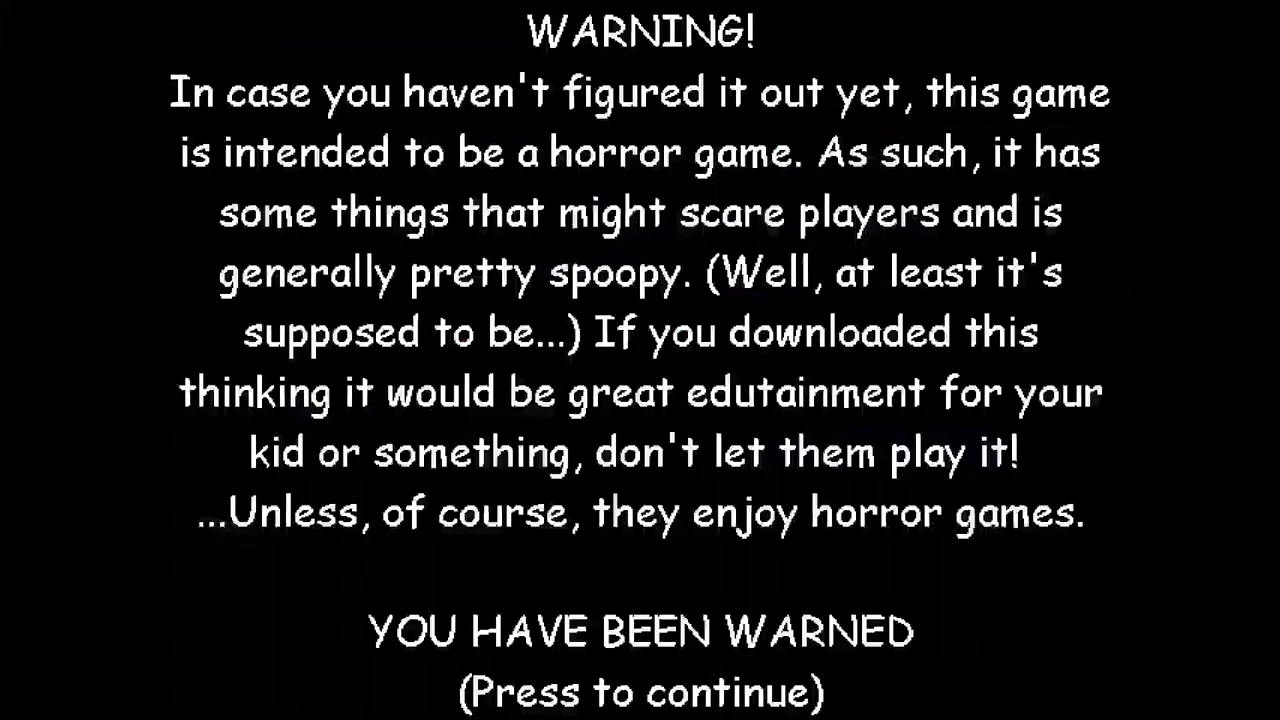 WARNING!
In case you haven't figured it out yet, this game
is intended to be a horror game. As such, it has
some things that might scare players and is
generally pretty spoopy. (Well, at least it's
supposed to be...) If you downloaded this
thinking it would be great edutainment for your
kid or something, don't let them play it!
...Unless, of course, they enjoy horror games.
YOU HAVE BEEN WARNED
(Press to continue)